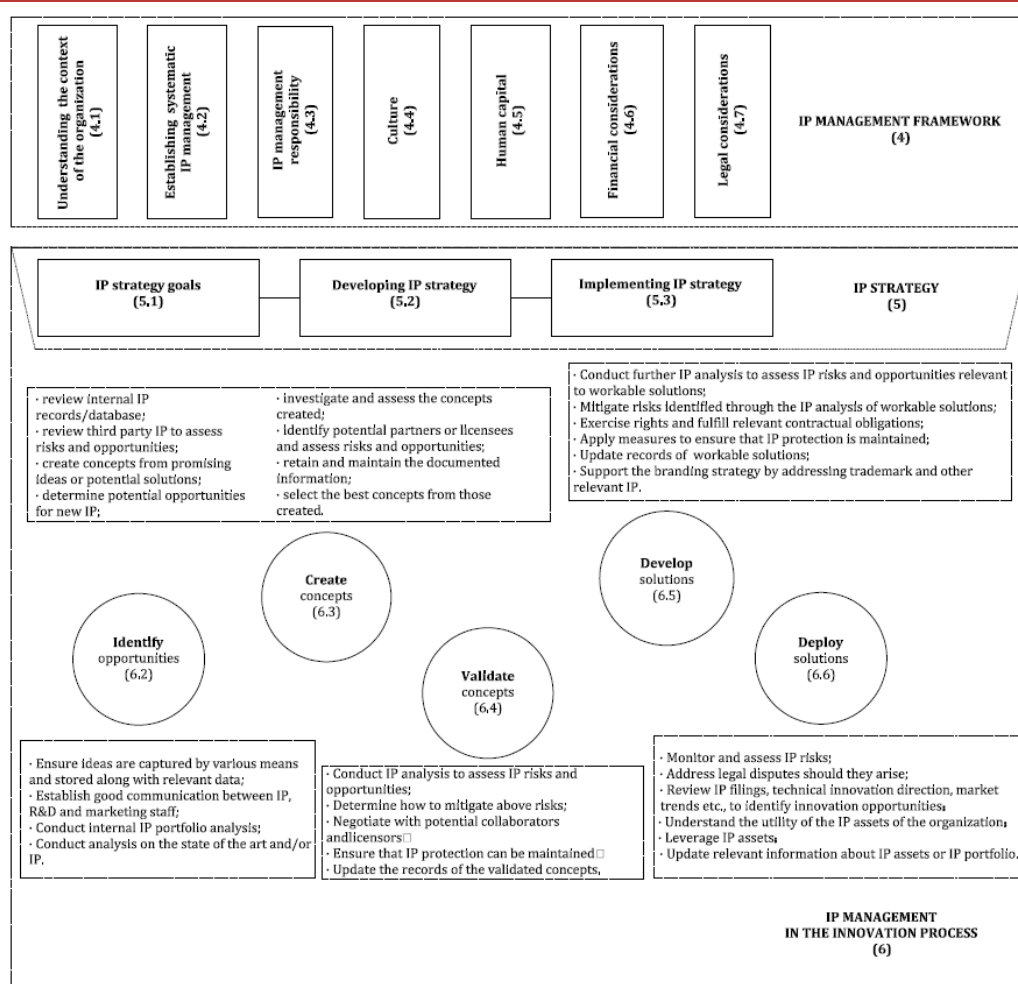 Understanding the context
of the organization
(4.1)
Establishing systematic
IP management
(4.2)
IP management
responsibility
(4.3)
Culture
(4.4)
Human capital
(4.5)
Financial considerations
(4.6)
Legal considerations
(4.7)
IP MANAGEMENT FRAMEWORK
(4)
IP strategy goals
(5.1)
Developing IP strategy
(5.2)
Implementing IP strategy
(5.3)
IP STRATEGY
(5)
· review internal IP
records/database;
· review third party IP to assess
risks and opportunities;
· create concepts from promising
ideas or potential solutions;
· determine potential opportunities
for new IP;
· investigate and assess the concepts
created;
· identify potential partners or licensees
and assess risks and opportunities;
· retain and maintain the documented
information;
· select the best concepts from those
created.
· Conduct further IP analysis to assess IP risks and opportunities relevant
to workable solutions;
· Mitigate risks identified through the IP analysis of workable solutions;
· Exercise rights and fulfill relevant contractual obligations;
· Apply measures to ensure that IP protection is maintained;
· Update records of workable solutions;
· Support the branding strategy by addressing trademark and other
relevant IP.
Identify
opportunities
(6.2)
Create
concepts
(6.3)
Validate
concepts
(6.4)
Develop
solutions
(6.5)
Deploy
solutions
(6.6)
· Ensure ideas are captured by various means
and stored along with relevant data;
· Establish good communication between IP,
R&D and marketing staff;
· Conduct internal IP portfolio analysis;
· Conduct analysis on the state of the art and/or
IP.
· Conduct IP analysis to assess IP risks and
opportunities;
· Determine how to mitigate above risks;
· Negotiate with potential collaborators
andlicensors□
· Ensure that IP protection can be maintained□
· Update the records of the validated concepts.
· Monitor and assess IP risks;
· Address legal disputes should they arise;
· Review IP filings, technical innovation direction, market
trends etc., to identify innovation opportunities;
· Understand the utility of the IP assets of the organization;
· Leverage IP assets;
· Update relevant information about IP assets or IP portfolio.
IP MANAGEMENT
IN THE INNOVATION PROCESS
(6)